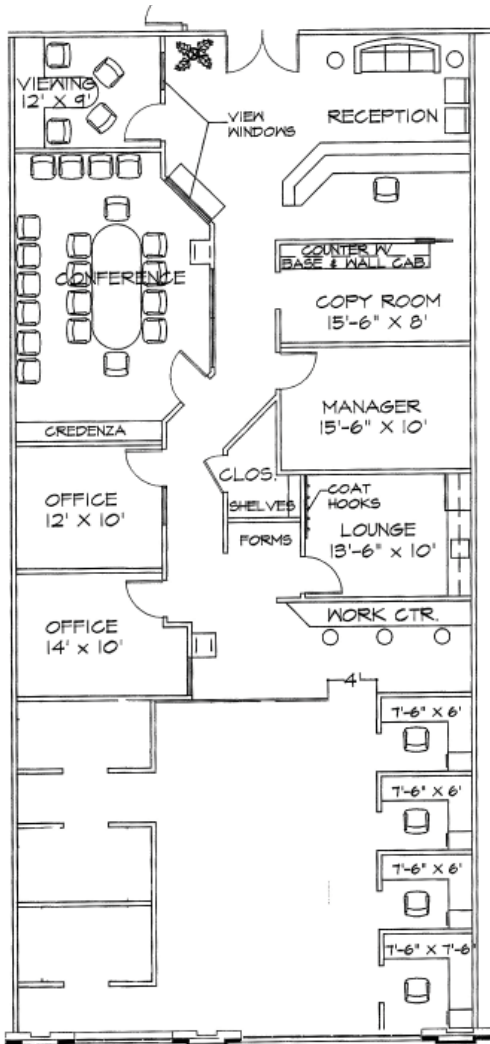 VIEWING
12' X 9'
VIEW
WINDOWS
RECEPTION
CONFERENCE
COUNTER W/
BASE & WALL CAB.
COPY ROOM
15'-6" X 8'
MANAGER
15'-6" X 10'
CREDENZA
CLOS.
SHELVES
COAT
HOOKS
OFFICE
12' X 10'
FORMS
LOUNGE
13'-6" X 10'
WORK CTR.
OFFICE
14' X 10'
4'
7'-6" X 6'
7'-6" X 6'
7'-6" X 6'
7'-6" X 7'-6"